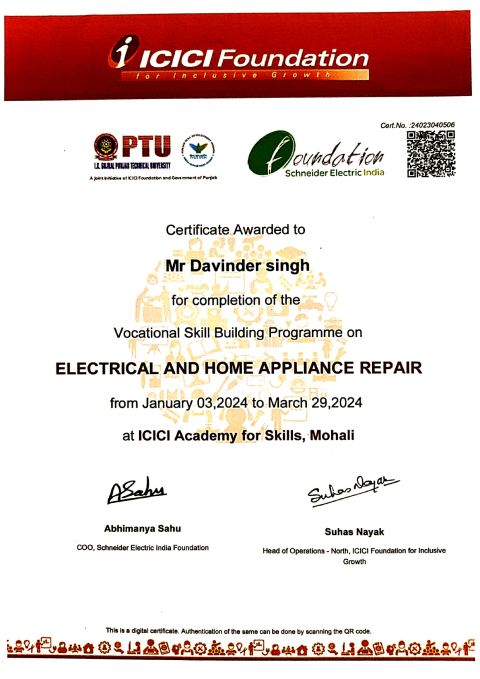 ICICI Foundation
for Inclusive Growth
Cert.No. :24023040506
PTU
I.K. GUJRAL PUNJAB TECHNICAL UNIVERSITY
A joint initiative of ICICI Foundation and Government of Punjab
Foundation
Schneider Electric India
Certificate Awarded to
Mr Davinder singh
for completion of the
Vocational Skill Building Programme on
ELECTRICAL AND HOME APPLIANCE REPAIR
from January 03,2024 to March 29,2024
at ICICI Academy for Skills, Mohali
ASahu
Suhas Nayak
Abhimanya Sahu
COO, Schneider Electric India Foundation
Suhas Nayak
Head of Operations - North, ICICI Foundation for Inclusive
Growth
This is a digital certificate. Authentication of the same can be done by scanning the QR code.